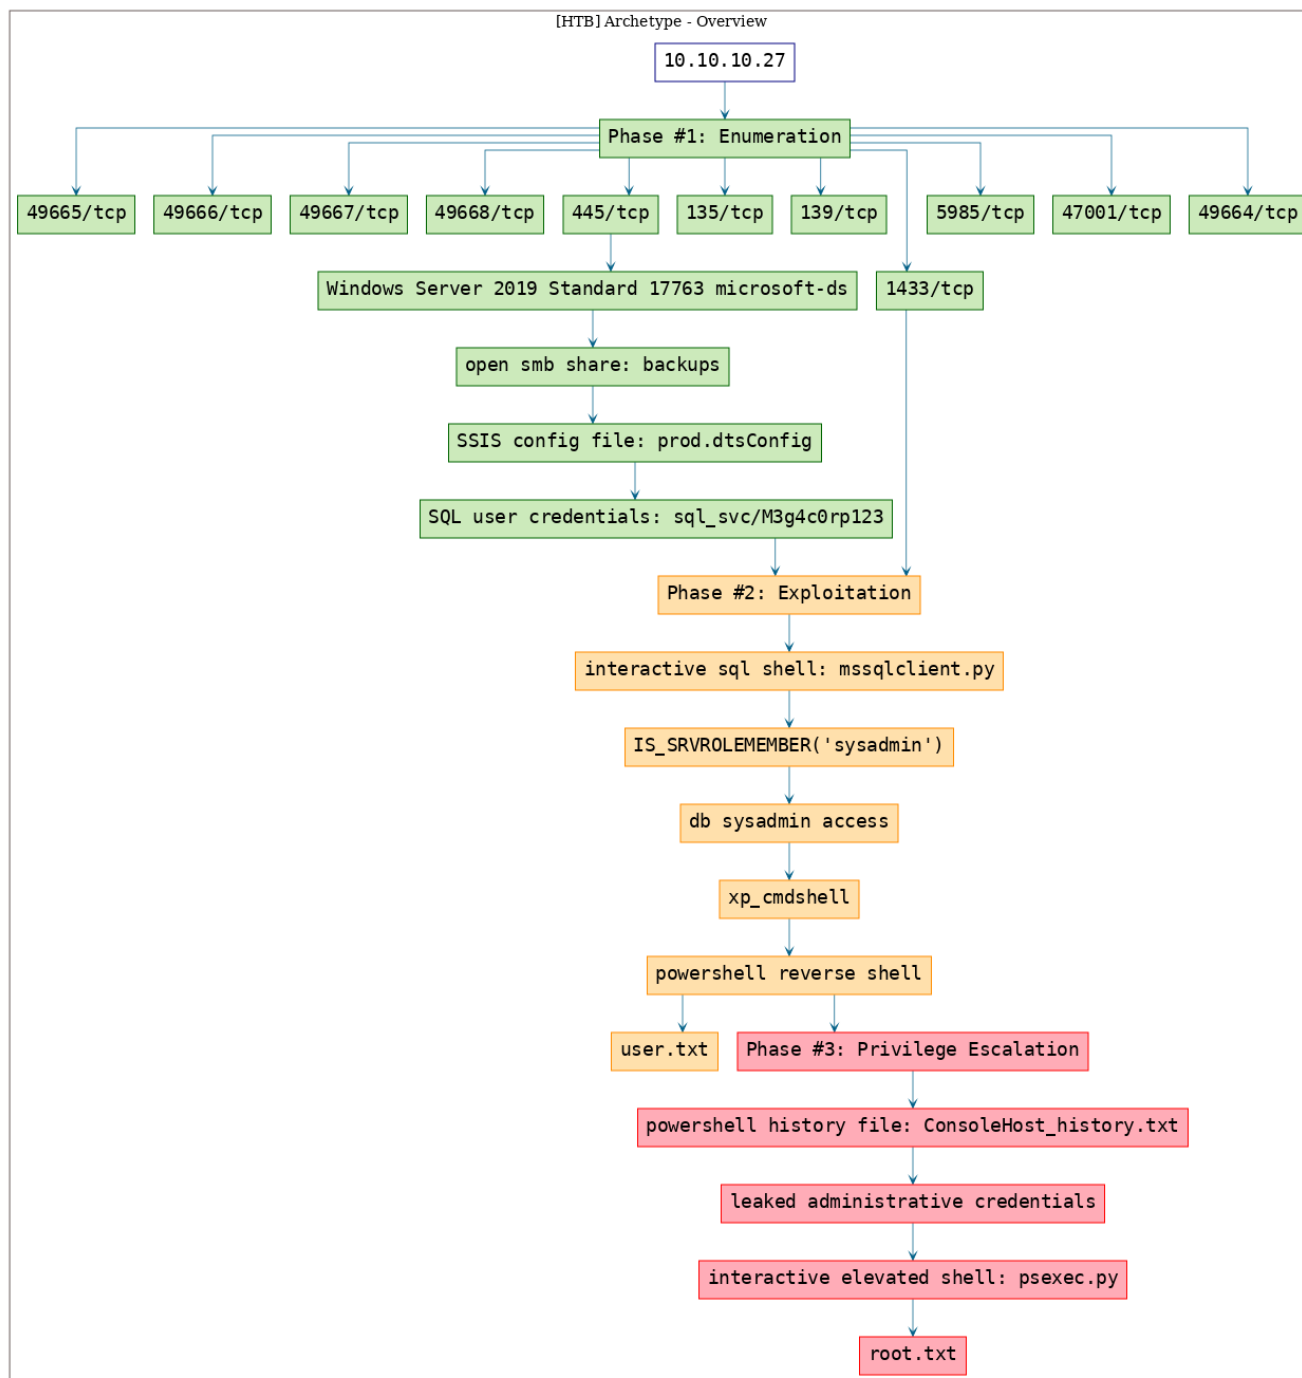 [HTB] Archetype - Overview
10.10.10.27
Phase #1: Enumeration
49665/tcp
49666/tcp
49667/tcp
49668/tcp
445/tcp
135/tcp
139/tcp
5985/tcp
47001/tcp
49664/tcp
Windows Server 2019 Standard 17763 microsoft-ds
1433/tcp
open smb share: backups
SSIS config file: prod.dtsConfig
SQL user credentials: sql_svc/M3g4c0rp123
Phase #2: Exploitation
interactive sql shell: mssqlclient.py
IS_SRVROLEMEMBER('sysadmin')
db sysadmin access
xp_cmdshell
powershell reverse shell
user.txt
Phase #3: Privilege Escalation
powershell history file: ConsoleHost_history.txt
leaked administrative credentials
interactive elevated shell: psexec.py
root.txt